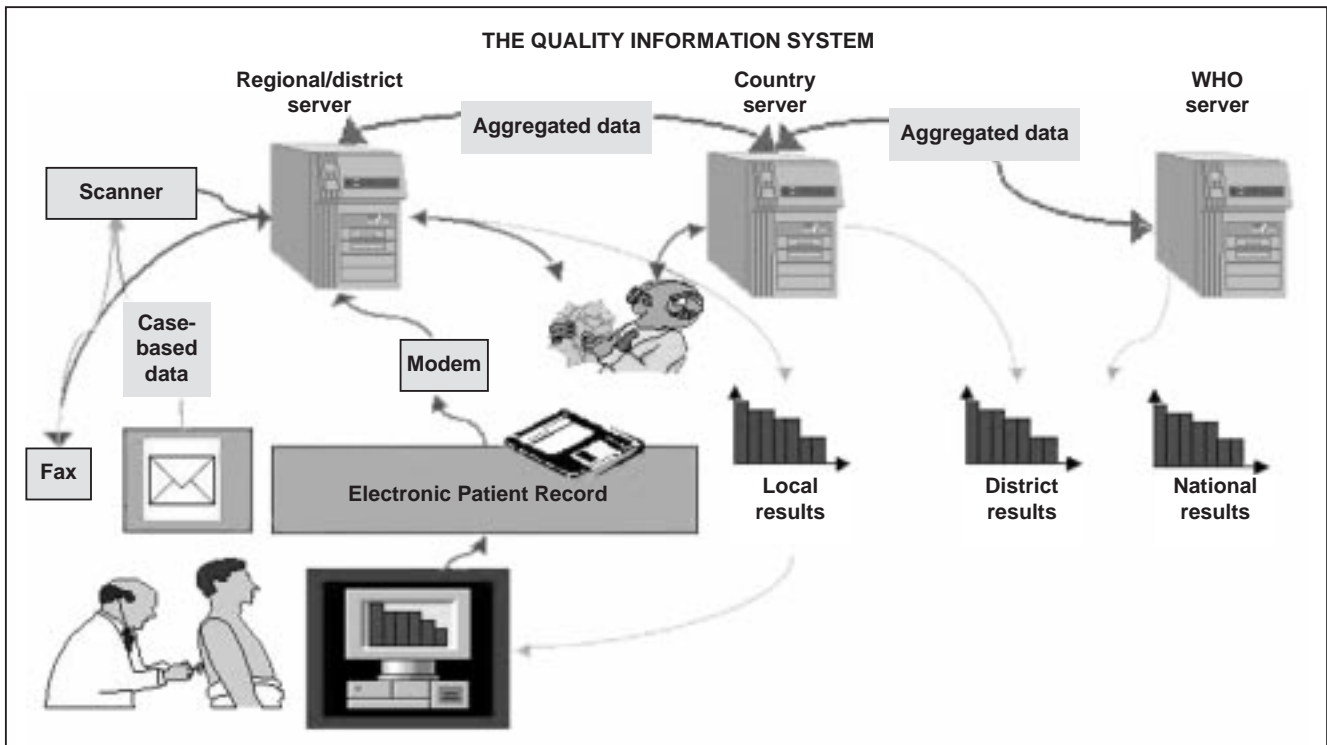 THE QUALITY INFORMATION SYSTEM
Regional/district
server
Country
server
WHO
server
Aggregated data
Aggregated data
Scanner
Case-
based
data
Modem
Fax
Electronic Patient Record
Local
results
District
results
National
results